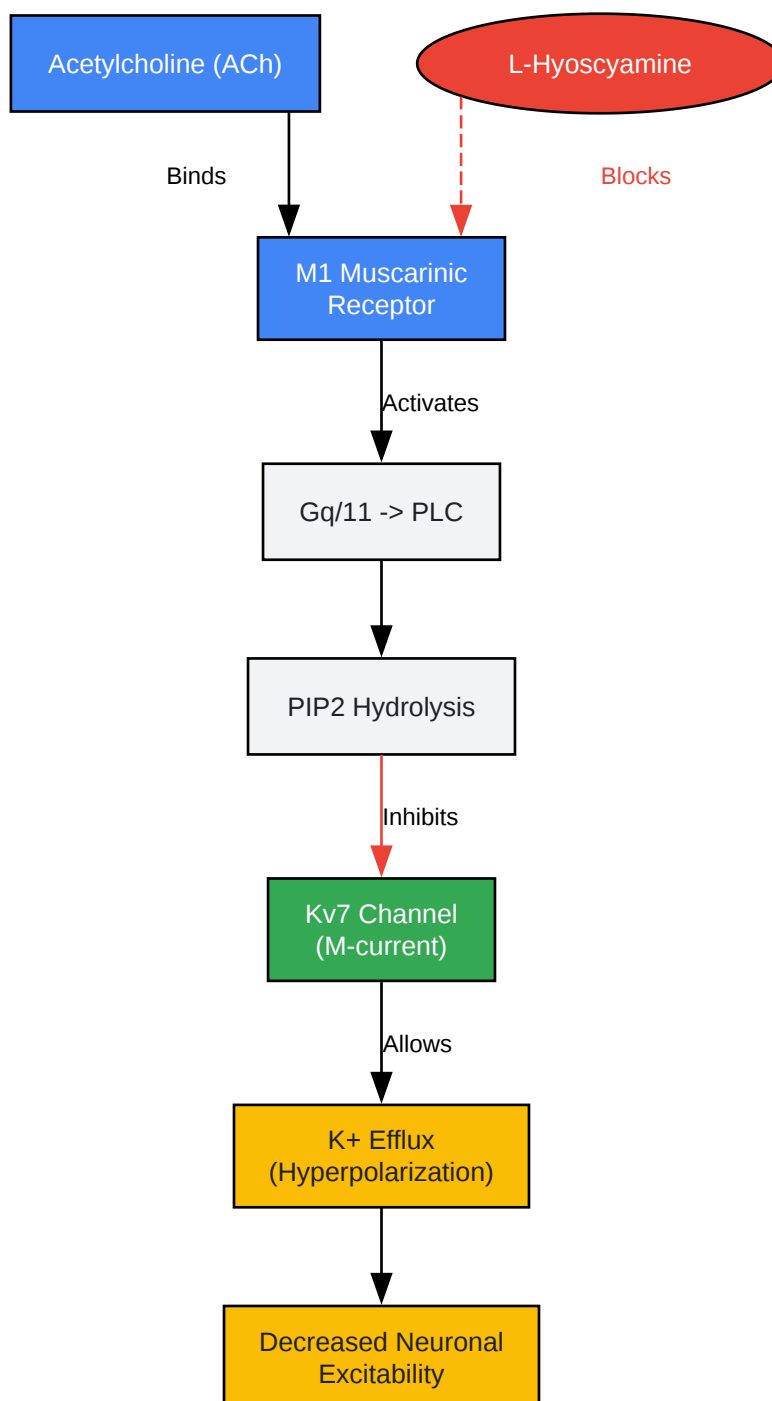 Acetylcholine (ACh)
L-Hyoscyamine
Binds
Blocks
M1 Muscarinic
Receptor
Activates
Gq/11 -> PLC
PIP2 Hydrolysis
Inhibits
Kv7 Channel
(M-current)
Allows
K+ Efflux
(Hyperpolarization)
Decreased Neuronal
Excitability